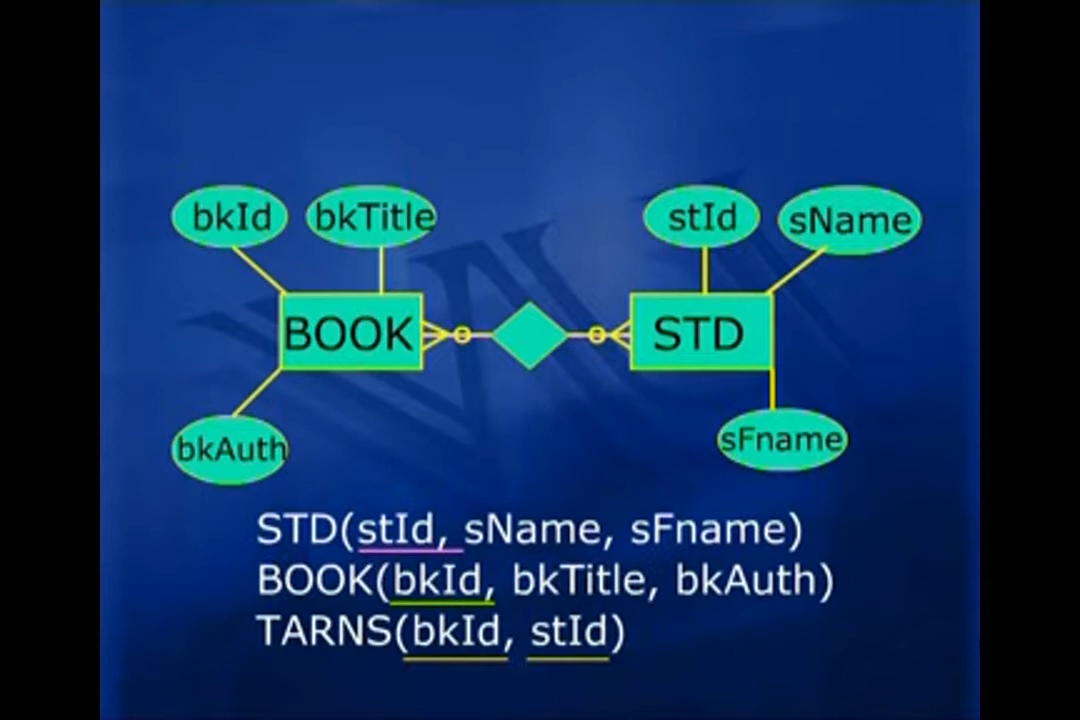 bkId bkTitle stId sName
BOOK STD
bkAuth sFname
STD(stId, sName, sFname)
BOOK(bkId, bkTitle, bkAuth)
TARNS(bkId, stId)